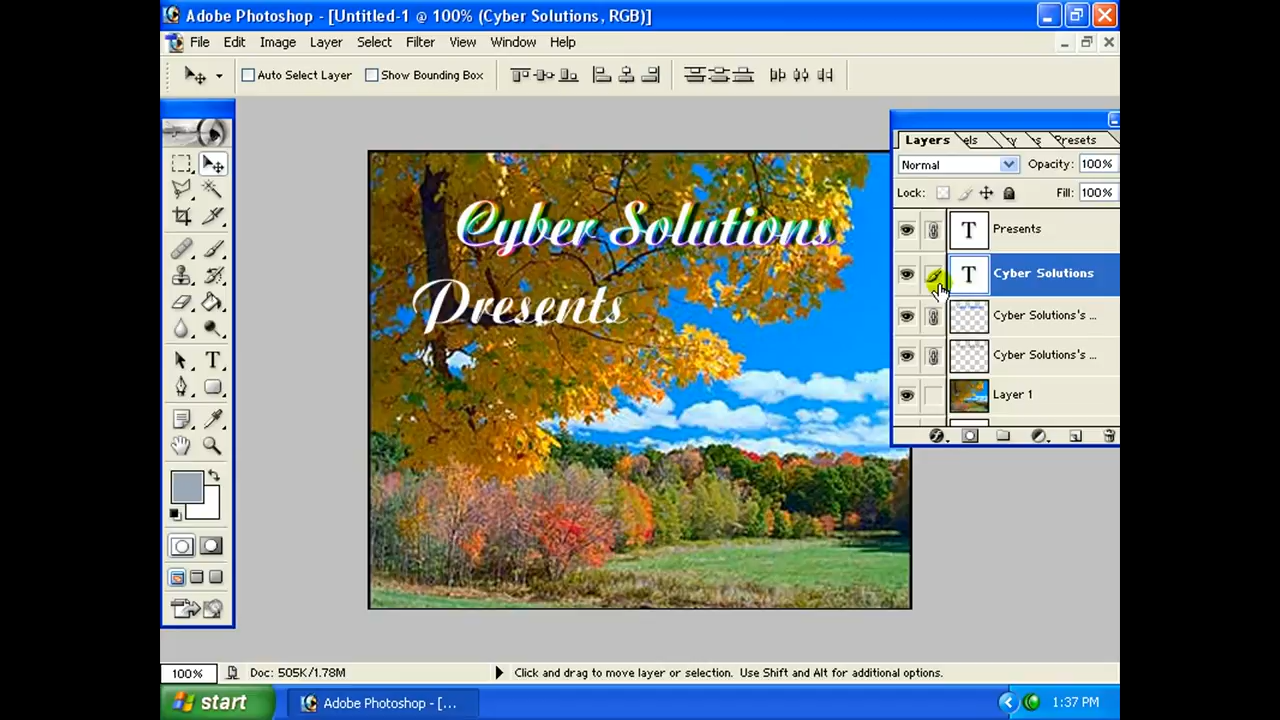 Adobe Photoshop - [Untitled-1 @ 100% (Cyber Solutions, RGB)]
File Edit Image Layer Select Filter View Window Help
Auto Select Layer Show Bounding Box
Layers els ry s Presets
Normal Opacity: 100%
Lock: Fill: 100%
T Presents
T Cyber Solutions
Cyber Solutions's ...
Cyber Solutions's ...
Layer 1
Cyber Solutions
Presents
T
100% Doc: 505K/1.78M Click and drag to move layer or selection. Use Shift and Alt for additional options.
start Adobe Photoshop - [... 1:37 PM